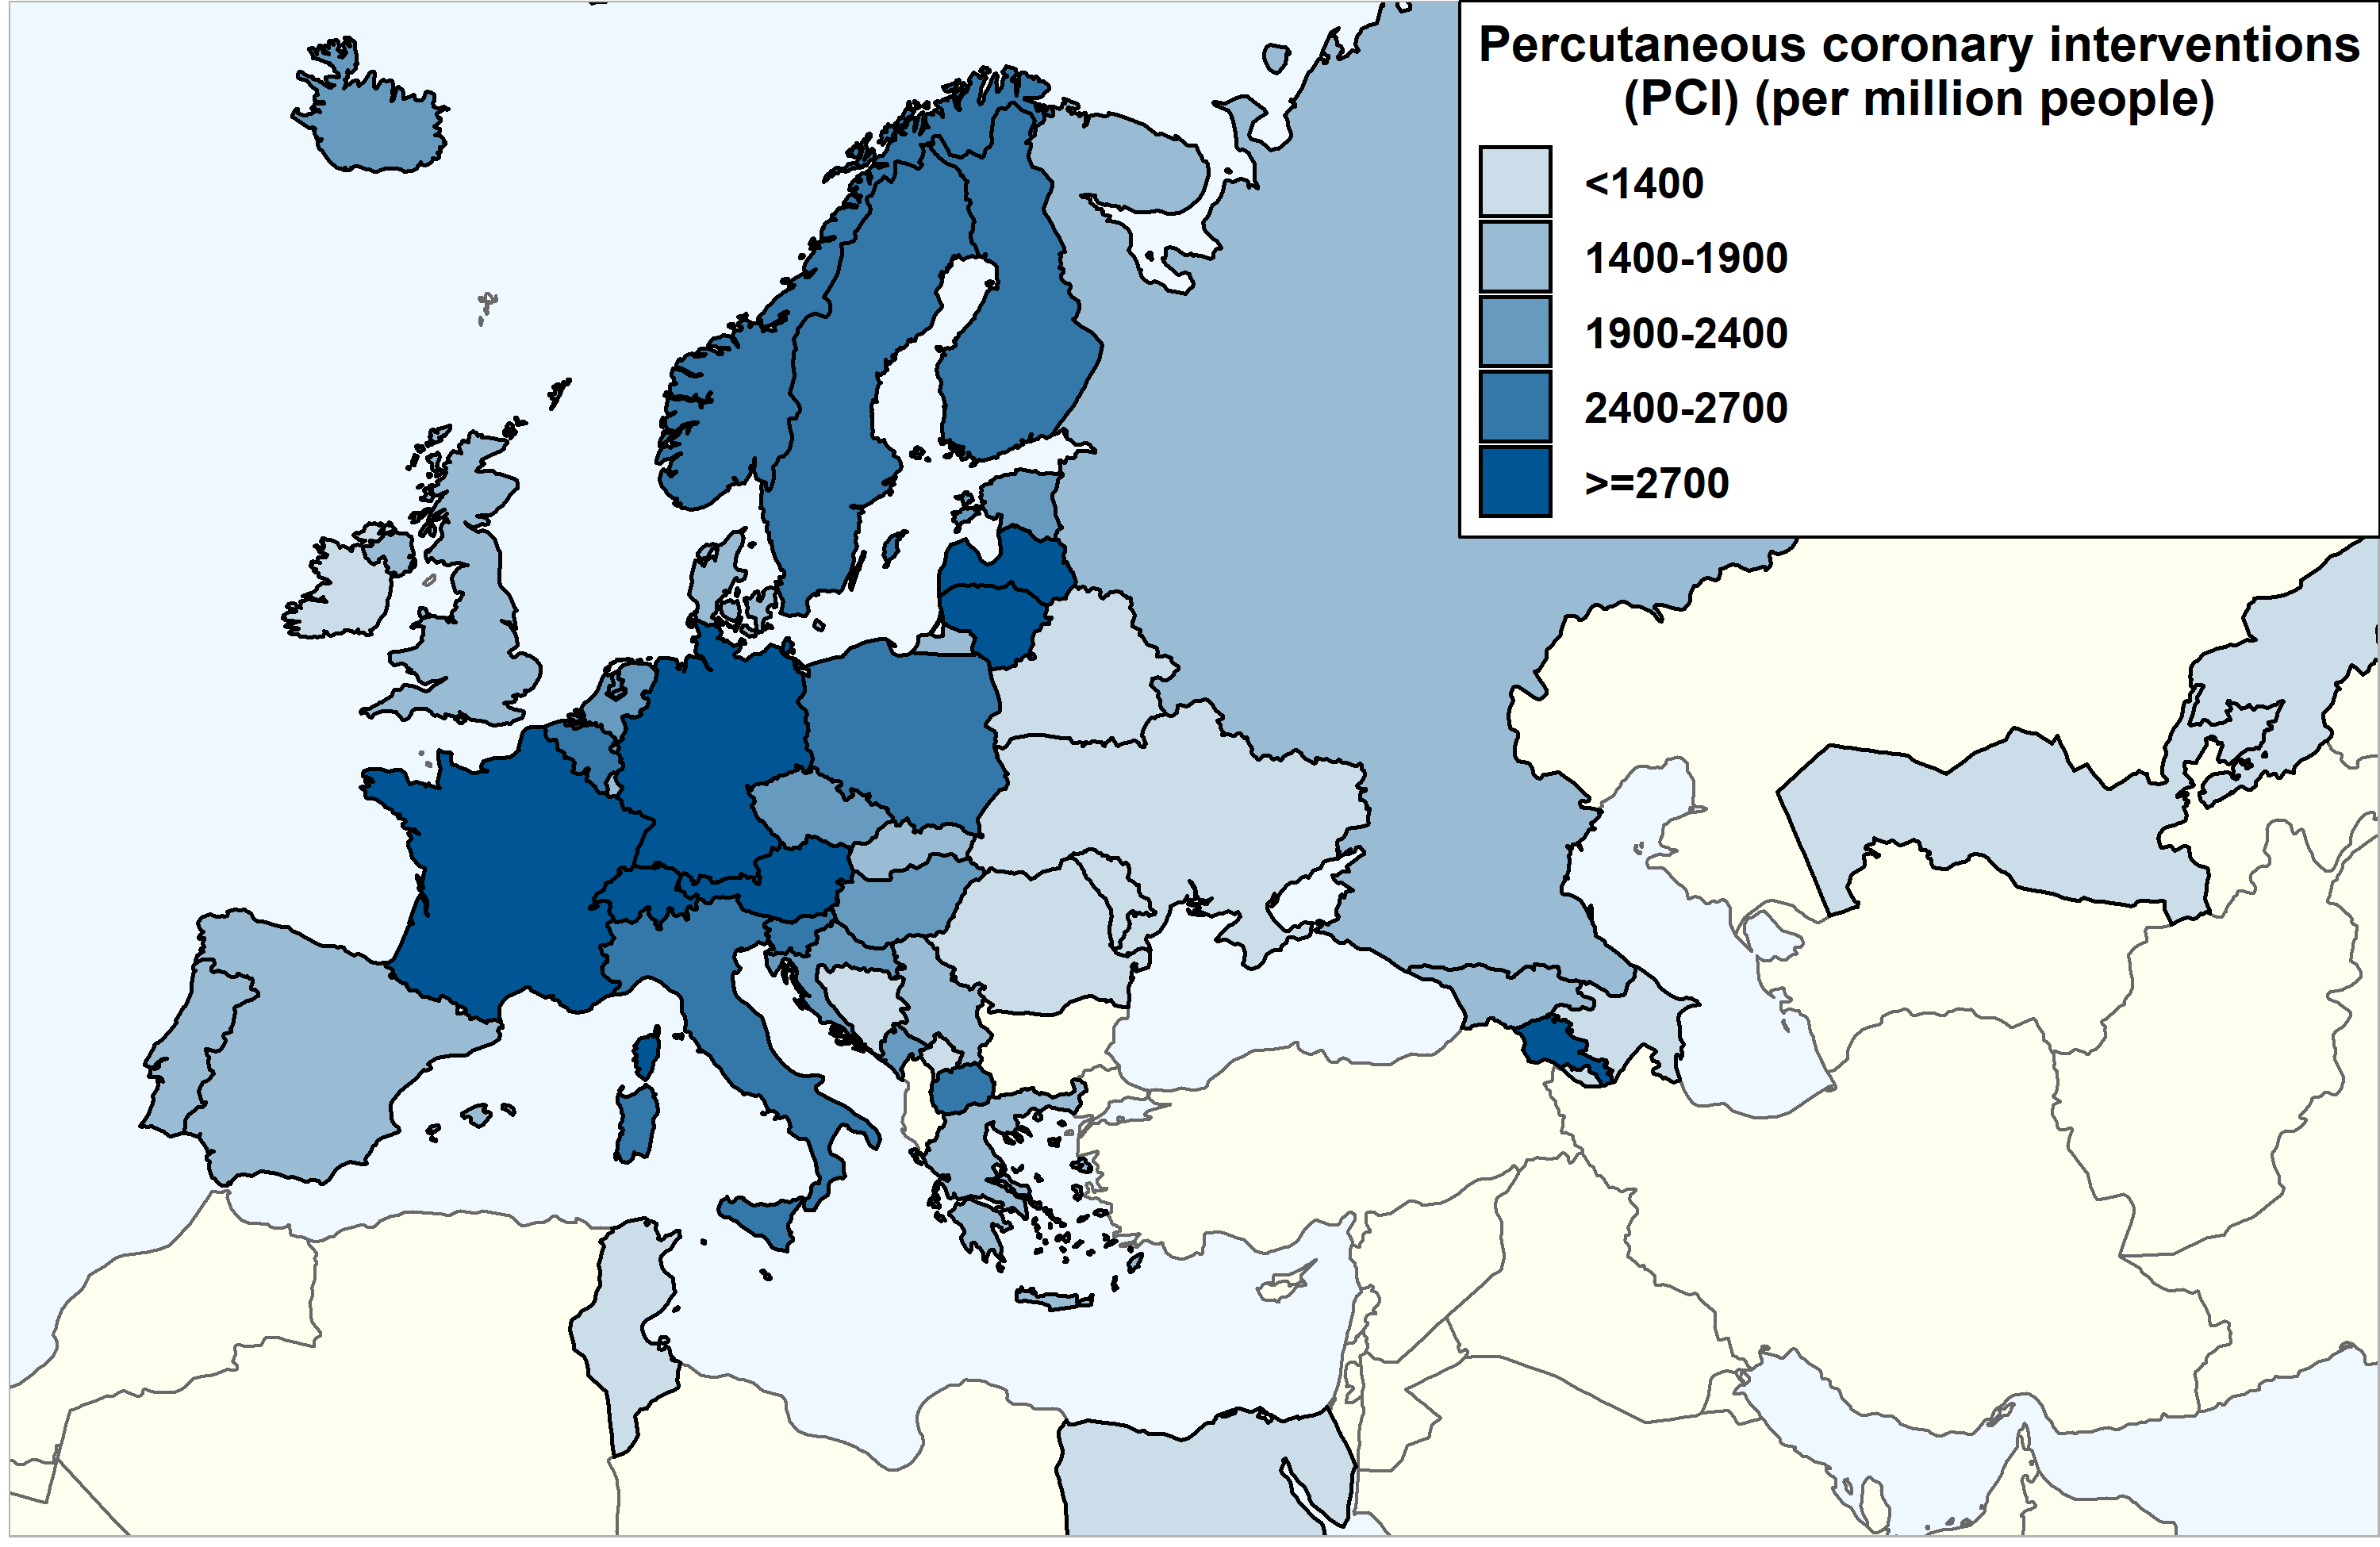 Percutaneous coronary interventions
(PCI) (per million people)
<1400
1400-1900
1900-2400
2400-2700
>=2700